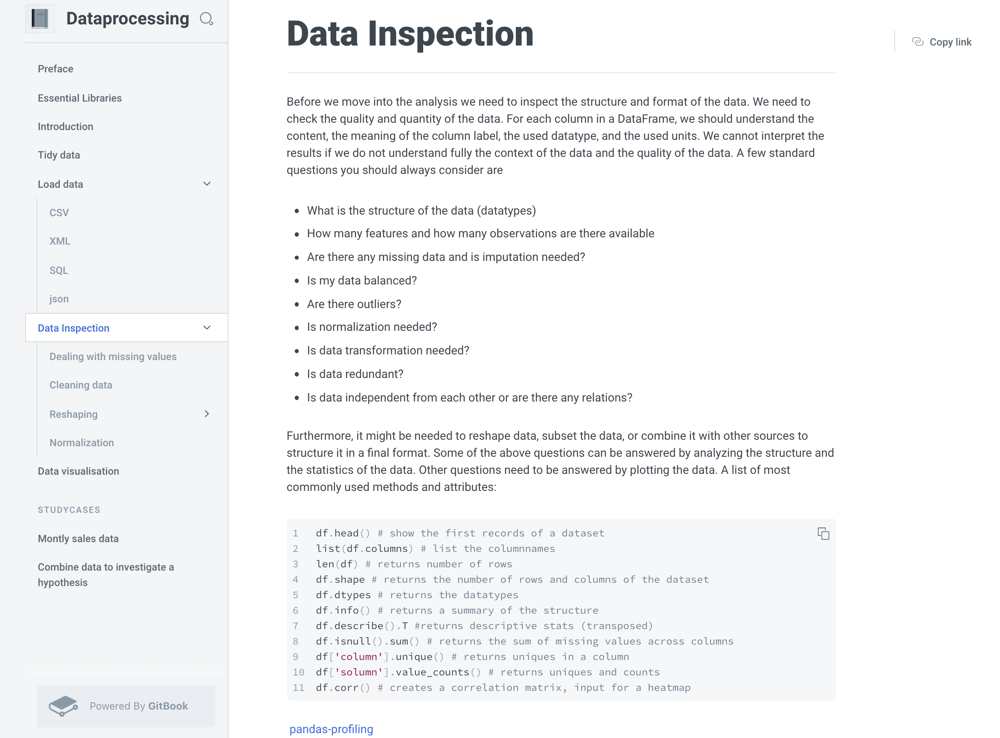 Dataprocessing
Preface
Essential Libraries
Introduction
Tidy data
Load data
CSV
XML
SQL
json
Data Inspection
Dealing with missing values
Cleaning data
Reshaping
Normalization
Data visualisation
STUDYCASES
Montly sales data
Combine data to investigate a
hypothesis
Powered By GitBook
Data Inspection
Copy link
Before we move into the analysis we need to inspect the structure and format of the data. We need to
check the quality and quantity of the data. For each column in a DataFrame, we should understand the
content, the meaning of the column label, the used datatype, and the used units. We cannot interpret the
results if we do not understand fully the context of the data and the quality of the data. A few standard
questions you should always consider are
• What is the structure of the data (datatypes)
• How many features and how many observations are there available
• Are there any missing data and is imputation needed?
• Is my data balanced?
• Are there outliers?
• Is normalization needed?
• Is data transformation needed?
• Is data redundant?
• Is data independent from each other or are there any relations?
Furthermore, it might be needed to reshape data, subset the data, or combine it with other sources to
structure it in a final format. Some of the above questions can be answered by analyzing the structure and
the statistics of the data. Other questions need to be answered by plotting the data. A list of most
commonly used methods and attributes:
1 df.head() # show the first records of a dataset
2 list(df.columns) # list the columnnames
3 len(df) # returns number of rows
4 df.shape # returns the number of rows and columns of the dataset
5 df.dtypes # returns the datatypes
6 df.info() # returns a summary of the structure
7 df.describe().T #returns descriptive stats (transposed)
8 df.isnull().sum() # returns the sum of missing values across columns
9 df['column'].unique() # returns uniques in a column
10 df['solumn'].value_counts() # returns uniques and counts
11 df.corr() # creates a correlation matrix, input for a heatmap
pandas-profiling